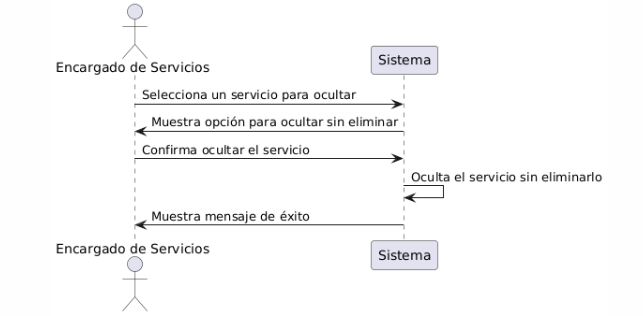 Encargado de Servicios
Sistema
Selecciona un servicio para ocultar
Muestra opción para ocultar sin eliminar
Confirma ocultar el servicio
Oculta el servicio sin eliminarlo
Muestra mensaje de éxito
Encargado de Servicios
Sistema